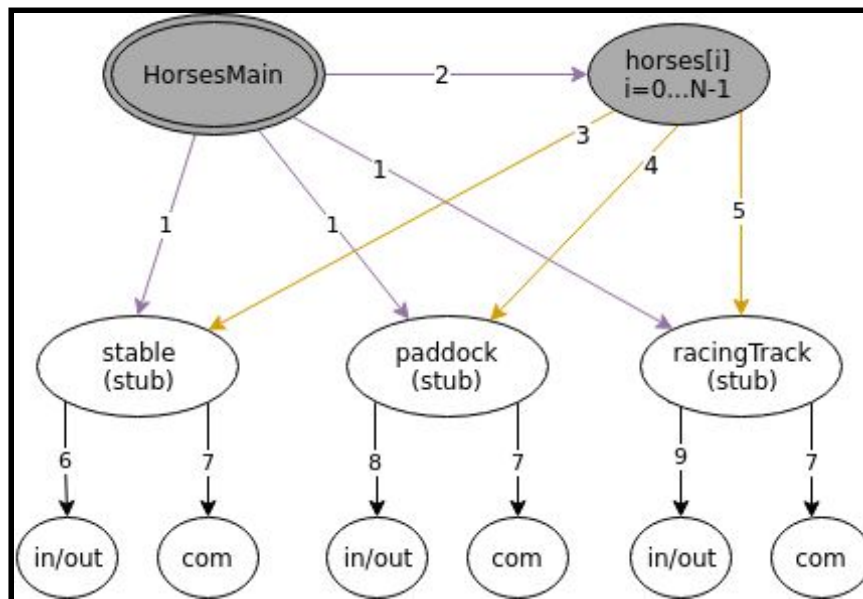 HorsesMain
2
horses[i]
i=0...N-1
3
4
1
5
1
1
stable
(stub)
paddock
(stub)
racingTrack
(stub)
6
7
8
7
9
7
in/out
com
in/out
com
in/out
com